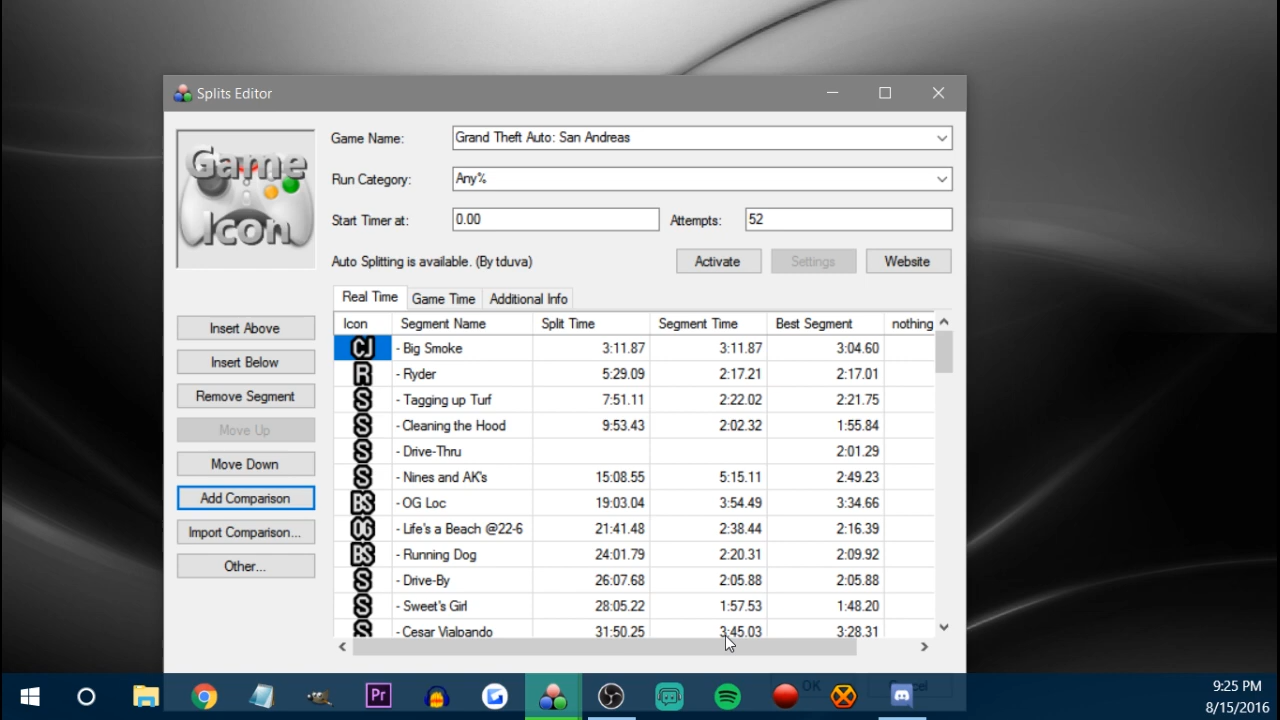 Splits Editor
Game Icon
Game Name: Grand Theft Auto: San Andreas
Run Category: Any%
Start Timer at: 0.00 Attempts: 52
Auto Splitting is available. (By tduva) Activate Settings Website
Real Time Game Time Additional Info
Insert Above
Insert Below
Remove Segment
Move Up
Move Down
Add Comparison
Import Comparison...
Other...
Icon Segment Name Split Time Segment Time Best Segment nothing
CJ - Big Smoke 3:11.87 3:11.87 3:04.60
R - Ryder 5:29.09 2:17.21 2:17.01
S - Tagging up Turf 7:51.11 2:22.02 2:21.75
S - Cleaning the Hood 9:53.43 2:02.32 1:55.84
S - Drive-Thru 2:01.29
S - Nines and AK's 15:08.55 5:15.11 2:49.23
BS - OG Loc 19:03.04 3:54.49 3:34.66
OG - Life's a Beach @22-6 21:41.48 2:38.44 2:16.39
BS - Running Dog 24:01.79 2:20.31 2:09.92
S - Drive-By 26:07.68 2:05.88 2:05.88
S - Sweet's Girl 28:05.22 1:57.53 1:48.20
S - Cesar Vialpando 31:50.25 3:45.03 3:28.31
OK Cancel
Pr
9:25 PM
8/15/2016